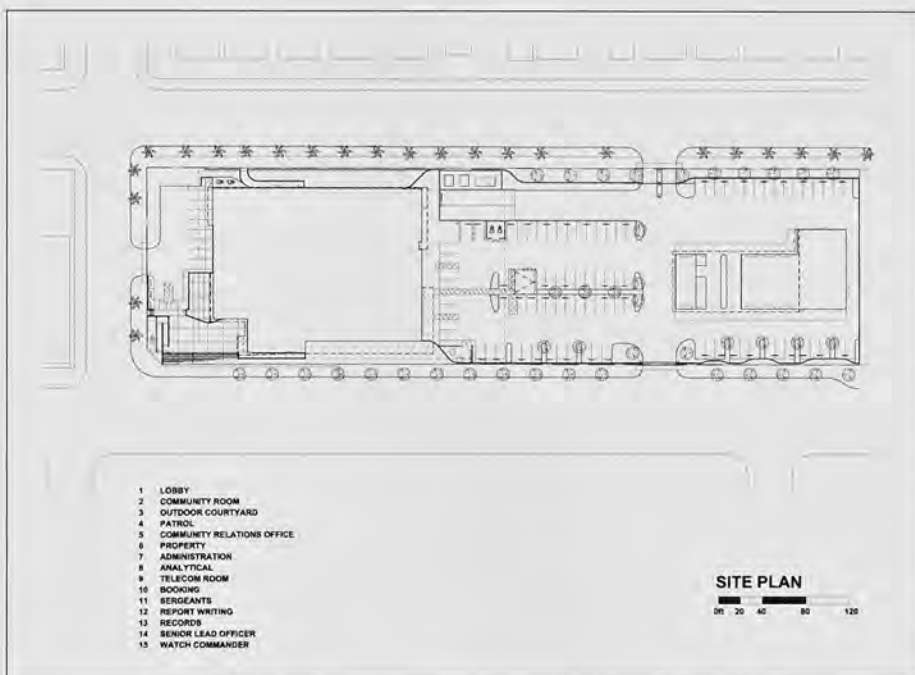 1 LOBBY
2 COMMUNITY ROOM
3 OUTDOOR COURTYARD
4 PATROL
5 COMMUNITY RELATIONS OFFICE
6 PROPERTY
7 ADMINISTRATION
8 ANALYTICAL
9 TELECOM ROOM
10 BOOKING
11 SERGEANTS
12 REPORT WRITING
13 RECORDS
14 SENIOR LEAD OFFICER
15 WATCH COMMANDER
SITE PLAN
0ft 20 40 80 120